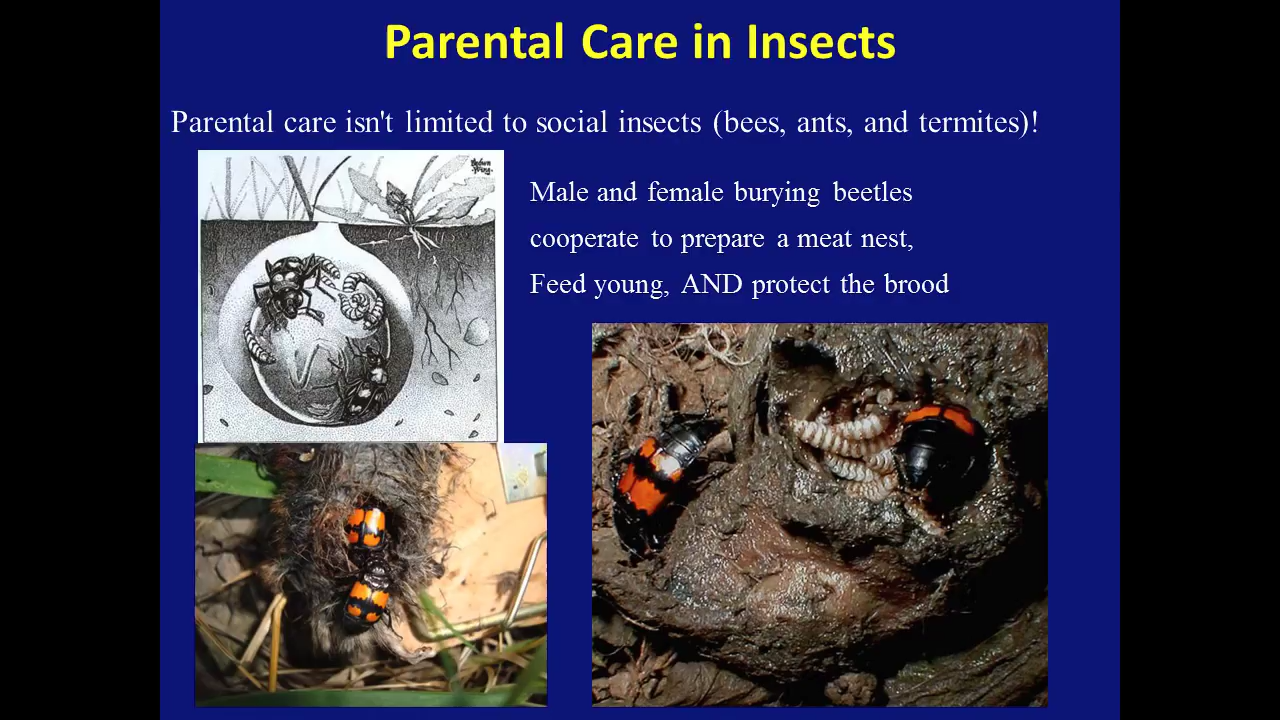 Parental Care in Insects
Parental care isn't limited to social insects (bees, ants, and termites)!
Male and female burying beetles
cooperate to prepare a meat nest,
Feed young, AND protect the brood